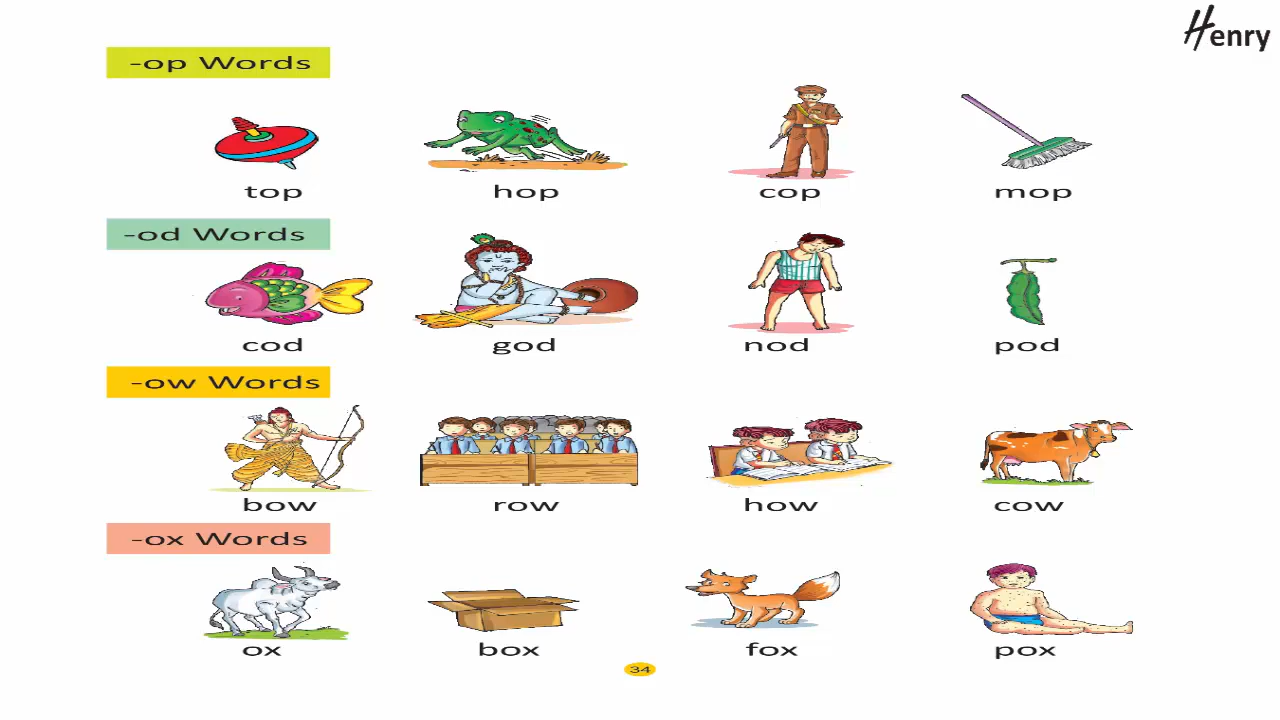 Henry
-op Words
top hop cop mop
-od Words
cod god nod pod
-ow Words
bow row how cow
-ox Words
ox box fox pox
34